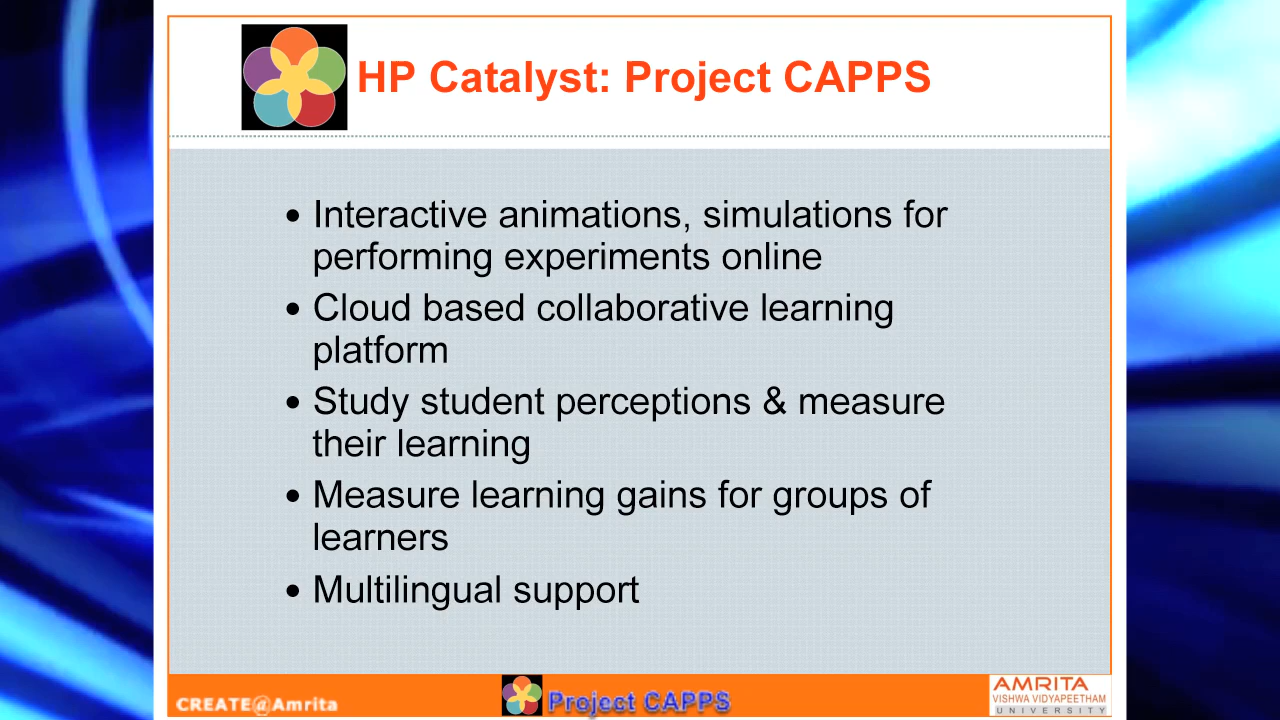 HP Catalyst: Project CAPPS
• Interactive animations, simulations for
performing experiments online
• Cloud based collaborative learning
platform
• Study student perceptions & measure
their learning
• Measure learning gains for groups of
learners
• Multilingual support
CREATE@Amrita
Project CAPPS
AMRITA
VISHWA VIDYAPEETHAM
UNIVERSITY